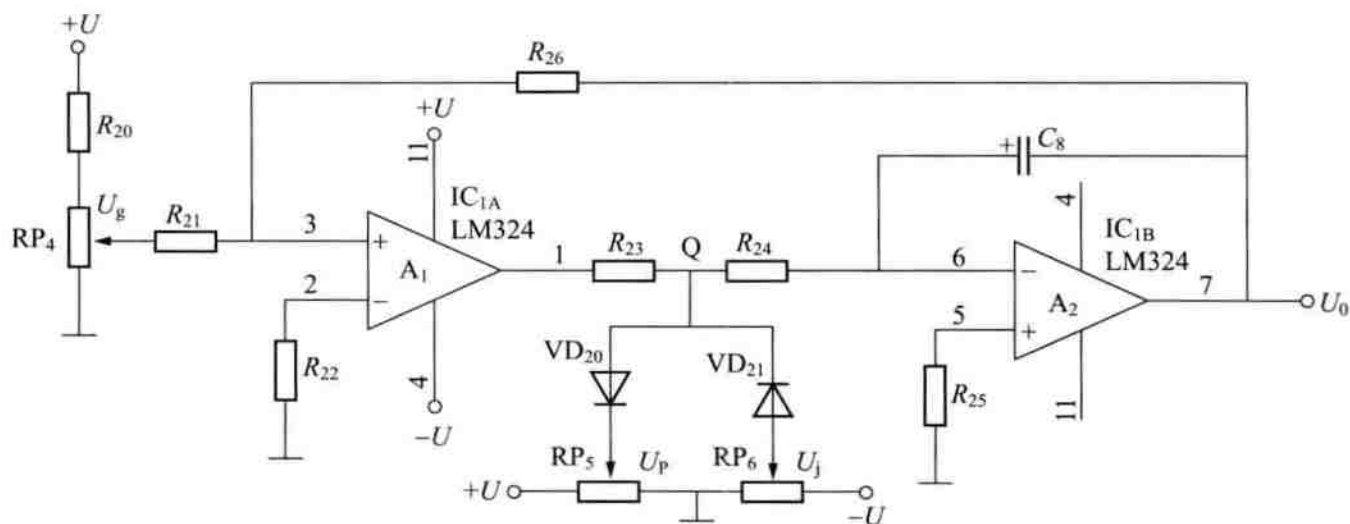 +U
R26
R20
+U
11
C8
+
4
IC1A
LM324
IC1B
LM324
Ug
RP4
R21
3
+
A1
1
R23
Q
R24
6
−
A2
7
U0
2
−
5
+
R22
4
−U
VD20
VD21
R25
11
RP5
UP
RP6
Uj
+U
−U